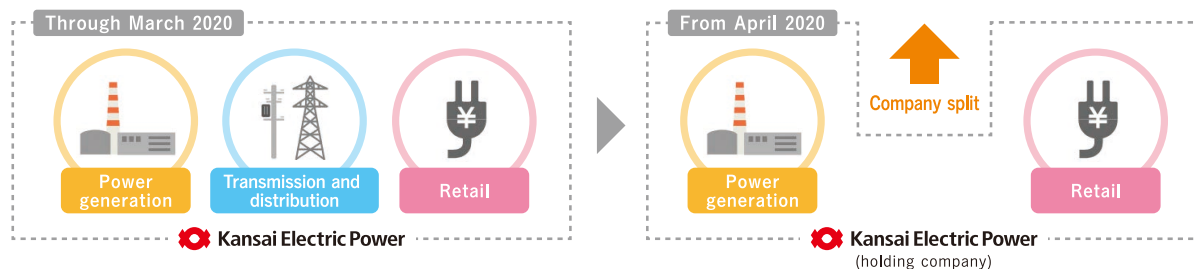 Through March 2020
¥
Power
generation
Transmission and
distribution
Retail
Kansai Electric Power
From April 2020
Company split
¥
Power
generation
Retail
Kansai Electric Power
(holding company)